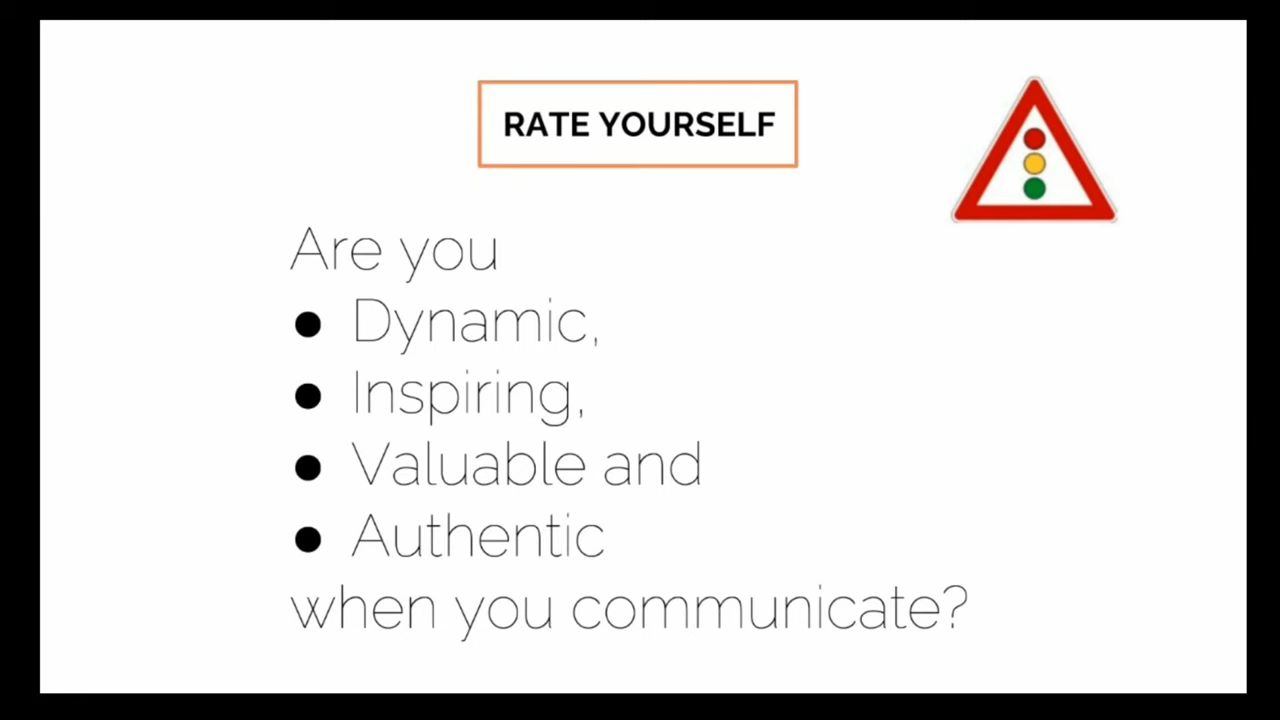 RATE YOURSELF
Are you
● Dynamic,
● Inspiring,
● Valuable and
● Authentic
when you communicate?